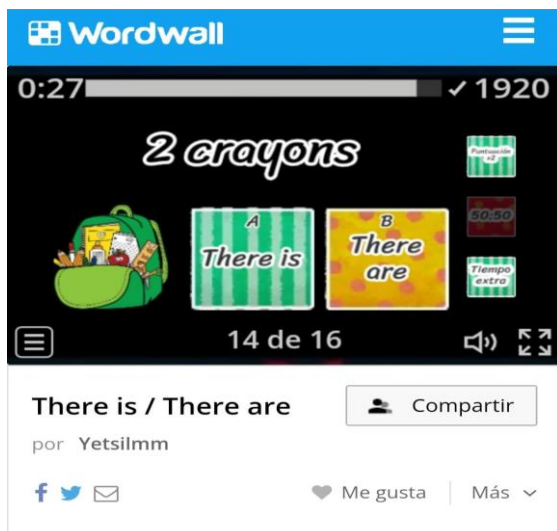 Wordwall
0:27 ✓ 1920
2 crayons
Puntuación x2
50:50
Tiempo extra
A
There is
B
There are
14 de 16
There is / There are
Compartir
por Yetsilmm
Me gusta
Más